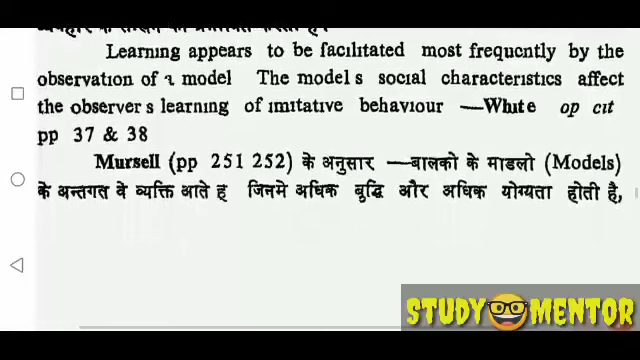 व्यवहार के
Learning appears to be facilitated most frequently by the
observation of a model The model s social characteristics affect
the observer s learning of imitative behaviour —White op cit
pp 37 & 38
Mursell (pp 251 252) के अनुसार —बालको के माडलो (Models)
के अन्तगत वे व्यक्ति आते ह जिनमे अधिक बुद्धि और अधिक योग्यता होती है,
STUDY MENTOR